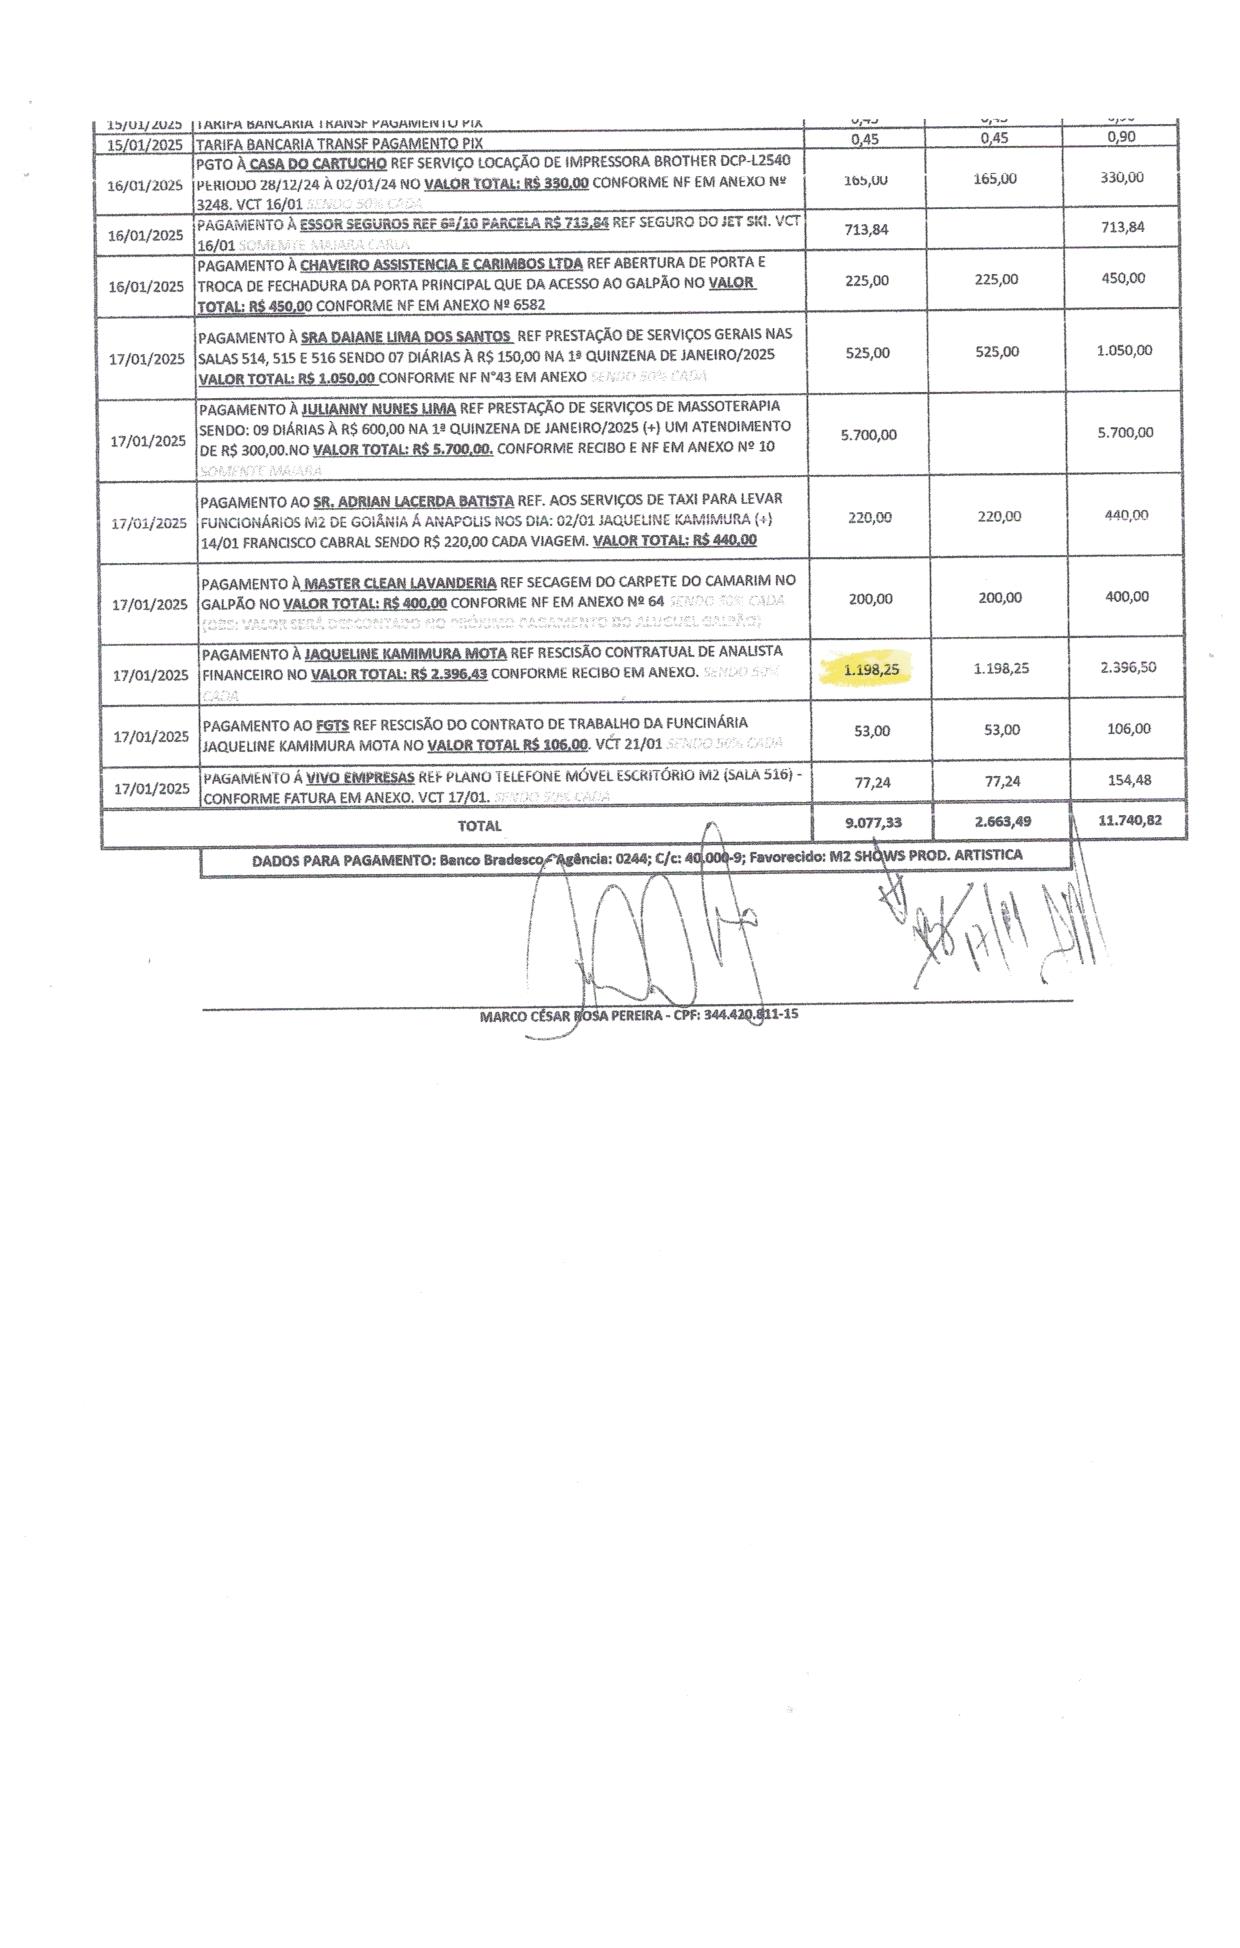 15/01/2025 TARIFA BANCARIA TRANSF PAGAMENTO PIX 0,45 0,45 0,90
15/01/2025 TARIFA BANCARIA TRANSF PAGAMENTO PIX 0,45 0,45 0,90
PGTO À CASA DO CARTUCHO REF SERVIÇO LOCAÇÃO DE IMPRESSORA BROTHER DCP-L2540
16/01/2025 PERIODO 28/12/24 À 02/01/24 NO VALOR TOTAL: R$ 330,00 CONFORME NF EM ANEXO Nº 165,00 165,00 330,00
3248. VCT 16/01 SENDO 50% CADA
PAGAMENTO À ESSOR SEGUROS REF 6ª/10 PARCELA R$ 713,84 REF SEGURO DO JET SKI. VCT
16/01/2025 16/01 SOMEMTE MAIARA CARLA 713,84 713,84
PAGAMENTO À CHAVEIRO ASSISTENCIA E CARIMBOS LTDA REF ABERTURA DE PORTA E
16/01/2025 TROCA DE FECHADURA DA PORTA PRINCIPAL QUE DA ACESSO AO GALPÃO NO VALOR 225,00 225,00 450,00
TOTAL: R$ 450,00 CONFORME NF EM ANEXO Nº 6582
PAGAMENTO À SRA DAIANE LIMA DOS SANTOS REF PRESTAÇÃO DE SERVIÇOS GERAIS NAS
17/01/2025 SALAS 514, 515 E 516 SENDO 07 DIÁRIAS À R$ 150,00 NA 1ª QUINZENA DE JANEIRO/2025 525,00 525,00 1.050,00
VALOR TOTAL: R$ 1.050,00 CONFORME NF N°43 EM ANEXO SENDO 50% CADA
PAGAMENTO À JULIANNY NUNES LIMA REF PRESTAÇÃO DE SERVIÇOS DE MASSOTERAPIA
17/01/2025 SENDO: 09 DIÁRIAS À R$ 600,00 NA 1ª QUINZENA DE JANEIRO/2025 (+) UM ATENDIMENTO 5.700,00 5.700,00
DE R$ 300,00.NO VALOR TOTAL: R$ 5.700,00. CONFORME RECIBO E NF EM ANEXO Nº 10
SOMENTE MAIARA
PAGAMENTO AO SR. ADRIAN LACERDA BATISTA REF. AOS SERVIÇOS DE TAXI PARA LEVAR
17/01/2025 FUNCIONÁRIOS M2 DE GOIÂNIA Á ANAPOLIS NOS DIA: 02/01 JAQUELINE KAMIMURA (+) 220,00 220,00 440,00
14/01 FRANCISCO CABRAL SENDO R$ 220,00 CADA VIAGEM. VALOR TOTAL: R$ 440,00
PAGAMENTO À MASTER CLEAN LAVANDERIA REF SECAGEM DO CARPETE DO CAMARIM NO
17/01/2025 GALPÃO NO VALOR TOTAL: R$ 400,00 CONFORME NF EM ANEXO Nº 64 SENDO 50% CADA 200,00 200,00 400,00
(OBS: VALOR SERÁ DESCONTADO NO PRÓXIMO PAGAMENTO DO ALUGUEL GALPÃO)
PAGAMENTO À JAQUELINE KAMIMURA MOTA REF RESCISÃO CONTRATUAL DE ANALISTA
17/01/2025 FINANCEIRO NO VALOR TOTAL: R$ 2.396,43 CONFORME RECIBO EM ANEXO. SENDO 50% 1.198,25 1.198,25 2.396,50
CADA
PAGAMENTO AO FGTS REF RESCISÃO DO CONTRATO DE TRABALHO DA FUNCINÁRIA
17/01/2025 JAQUELINE KAMIMURA MOTA NO VALOR TOTAL R$ 106,00. VCT 21/01 SENDO 50% CADA 53,00 53,00 106,00
PAGAMENTO Á VIVO EMPRESAS REF PLANO TELEFONE MÓVEL ESCRITÓRIO M2 (SALA 516) -
17/01/2025 CONFORME FATURA EM ANEXO. VCT 17/01. SENDO 50% CADA 77,24 77,24 154,48
TOTAL 9.077,33 2.663,49 11.740,82
DADOS PARA PAGAMENTO: Banco Bradesco - Agência: 0244; C/c: 40.000-9; Favorecido: M2 SHOWS PROD. ARTISTICA
17/01
MARCO CÉSAR ROSA PEREIRA - CPF: 344.420.811-15